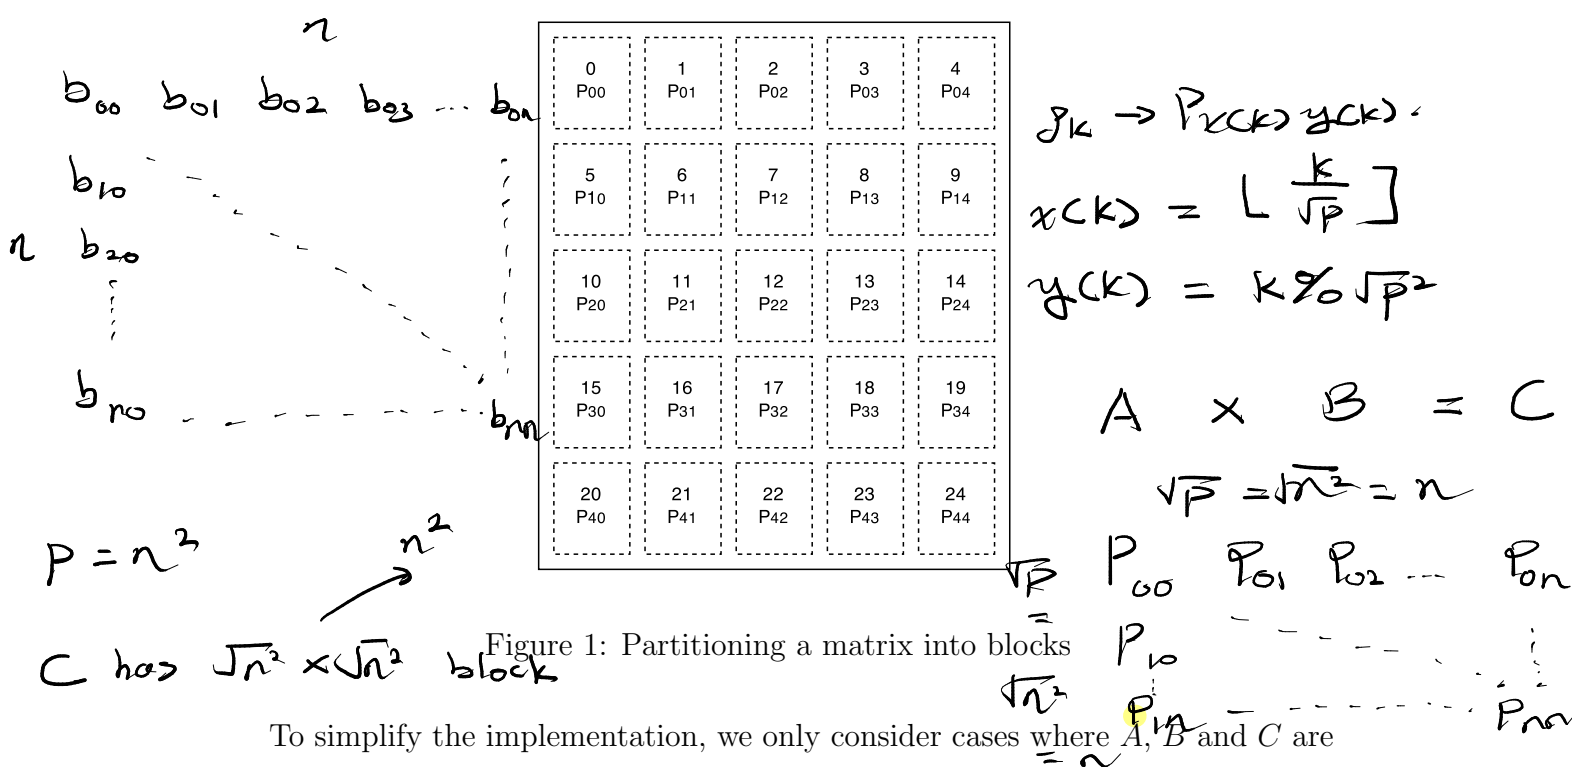 n
b00 b01 b02 b03 ... b0n
b10
n b20
bn0 bnn
P = n²
n²
C has √n² × √n² block
0 1 2 3 4
P00 P01 P02 P03 P04
5 6 7 8 9
P10 P11 P12 P13 P14
10 11 12 13 14
P20 P21 P22 P23 P24
15 16 17 18 19
P30 P31 P32 P33 P34
20 21 22 23 24
P40 P41 P42 P43 P44
→ Px(k) y(k).
x(k) = ⌊ k/√p ⌋
y(k) = k % √p²
A × B = C
√p = √n² = n
√p P00 P01 P02 ... P0n
= P10
√n² P1n Pnn
= n
Figure 1: Partitioning a matrix into blocks
To simplify the implementation, we only consider cases where A, B and C are